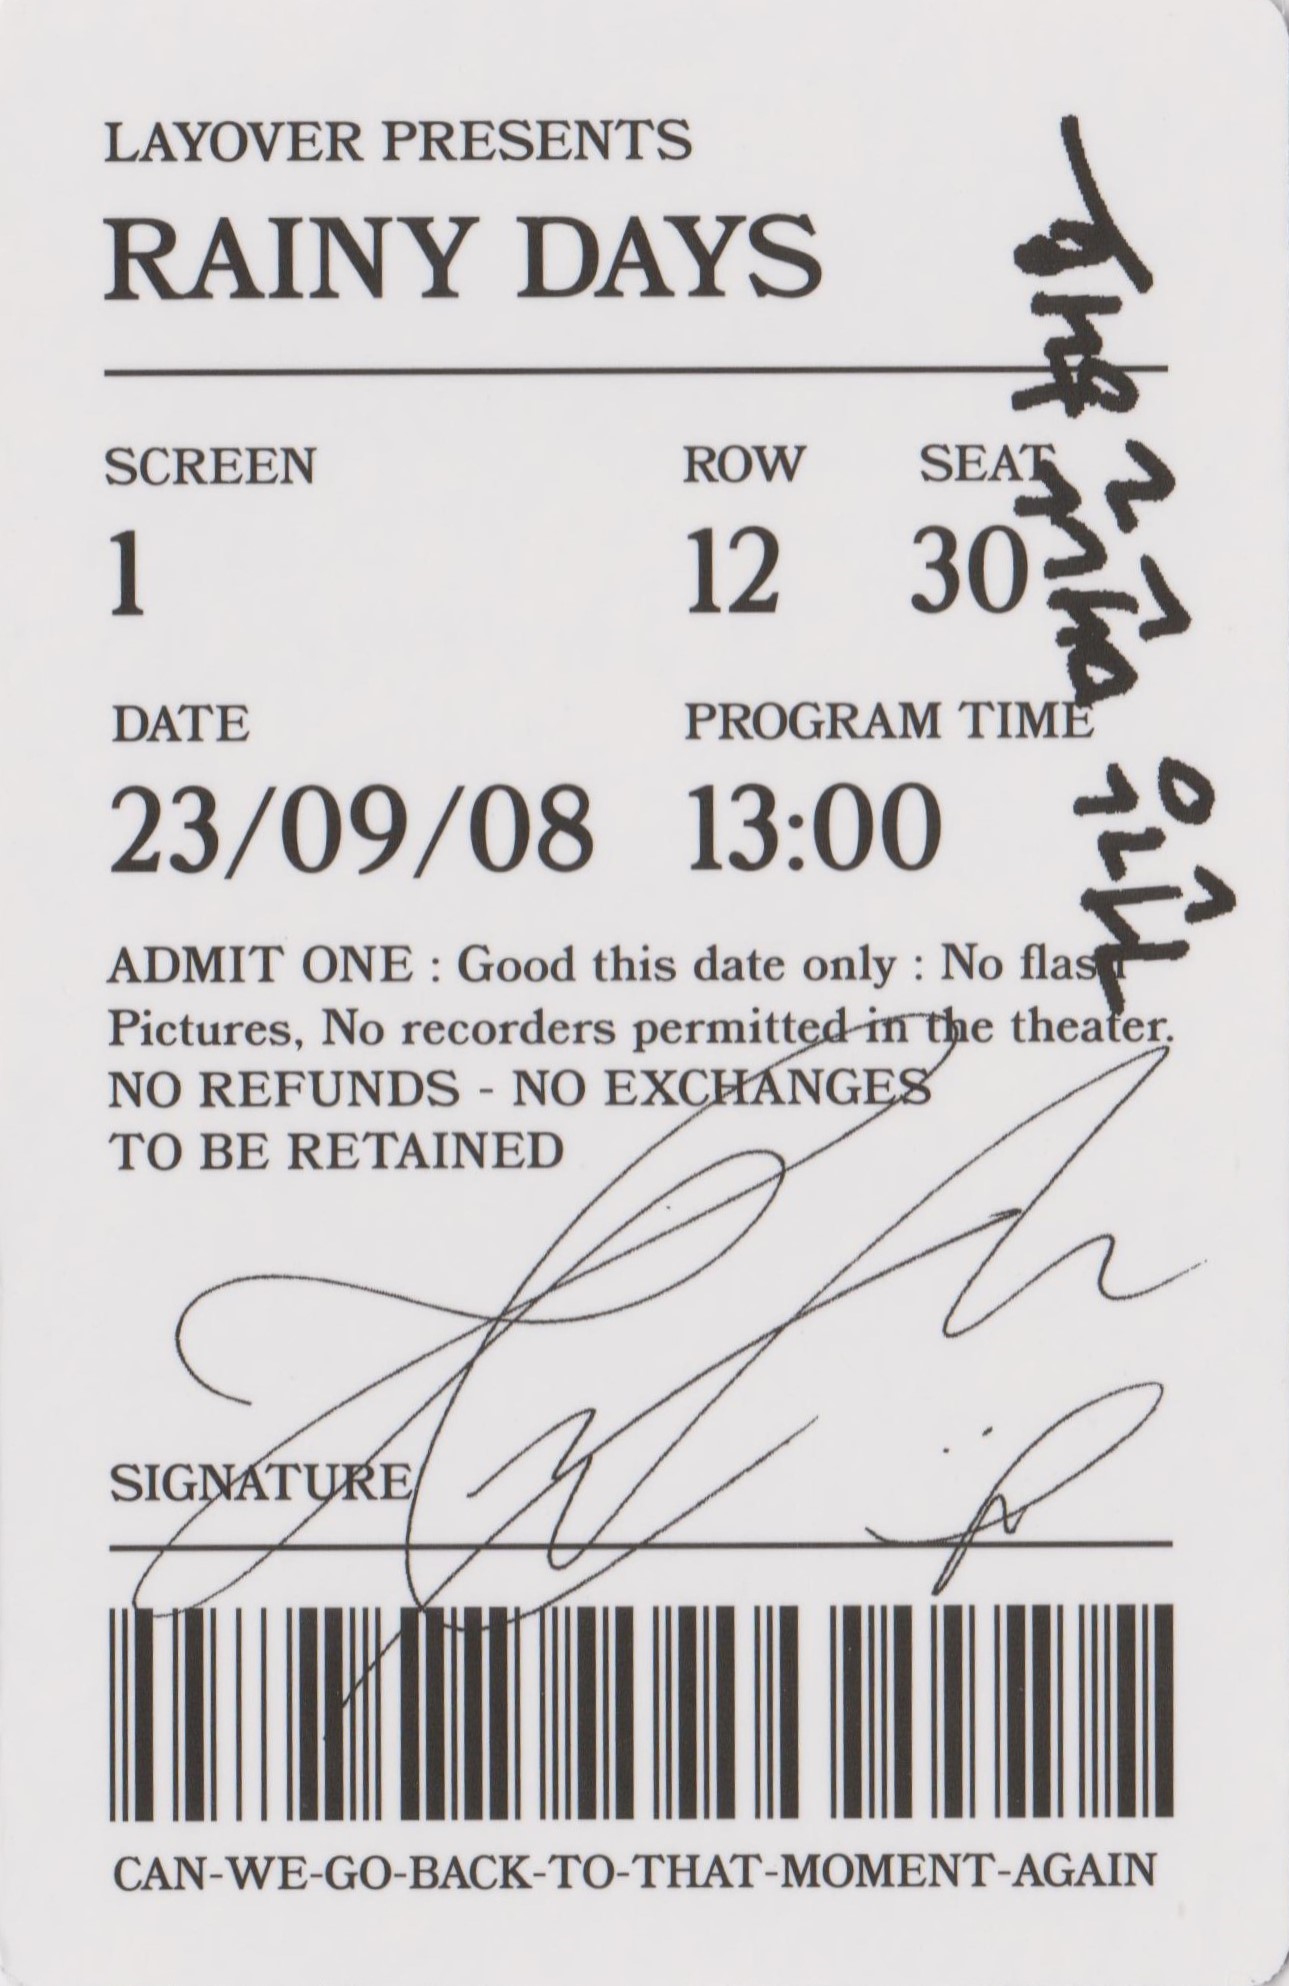 LAYOVER PRESENTS
RAINY DAYS
SCREEN ROW SEAT
1 12 30
DATE PROGRAM TIME
23/09/08 13:00
ADMIT ONE : Good this date only : No flash
Pictures, No recorders permitted in the theater.
NO REFUNDS - NO EXCHANGES
TO BE RETAINED
SIGNATURE
CAN-WE-GO-BACK-TO-THAT-MOMENT-AGAIN